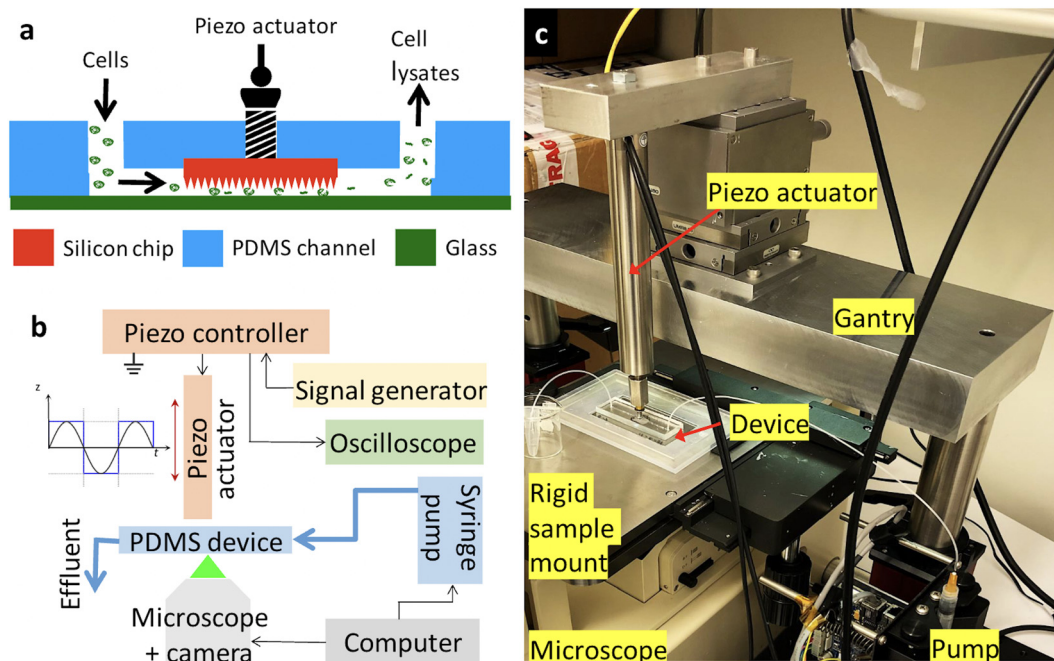 a
Piezo actuator
Cells
Cell
lysates
Silicon chip
PDMS channel
Glass
b
Piezo controller
Signal generator
z
t
Piezo
actuator
Oscilloscope
Syringe
pump
PDMS device
Effluent
Microscope
+ camera
Computer
c
TRAG
Piezo actuator
Gantry
Device
Rigid
sample
mount
Microscope
Pump